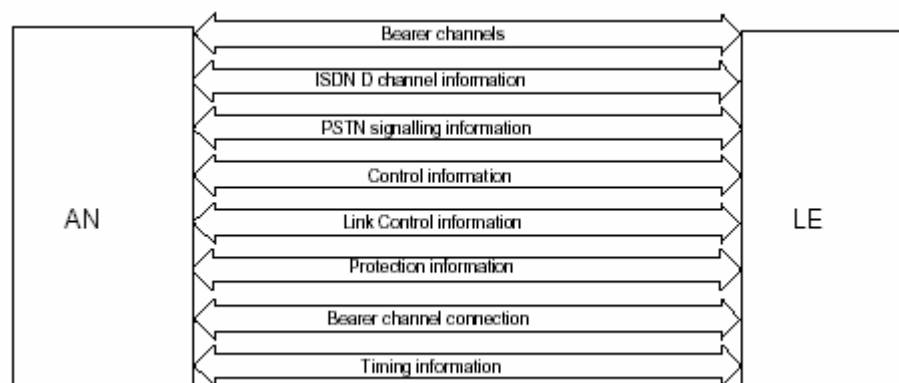 Bearer channels
ISDN D channel information
PSTN signalling information
Control information
AN
Link Control information
LE
Protection information
Bearer channel connection
Timing information